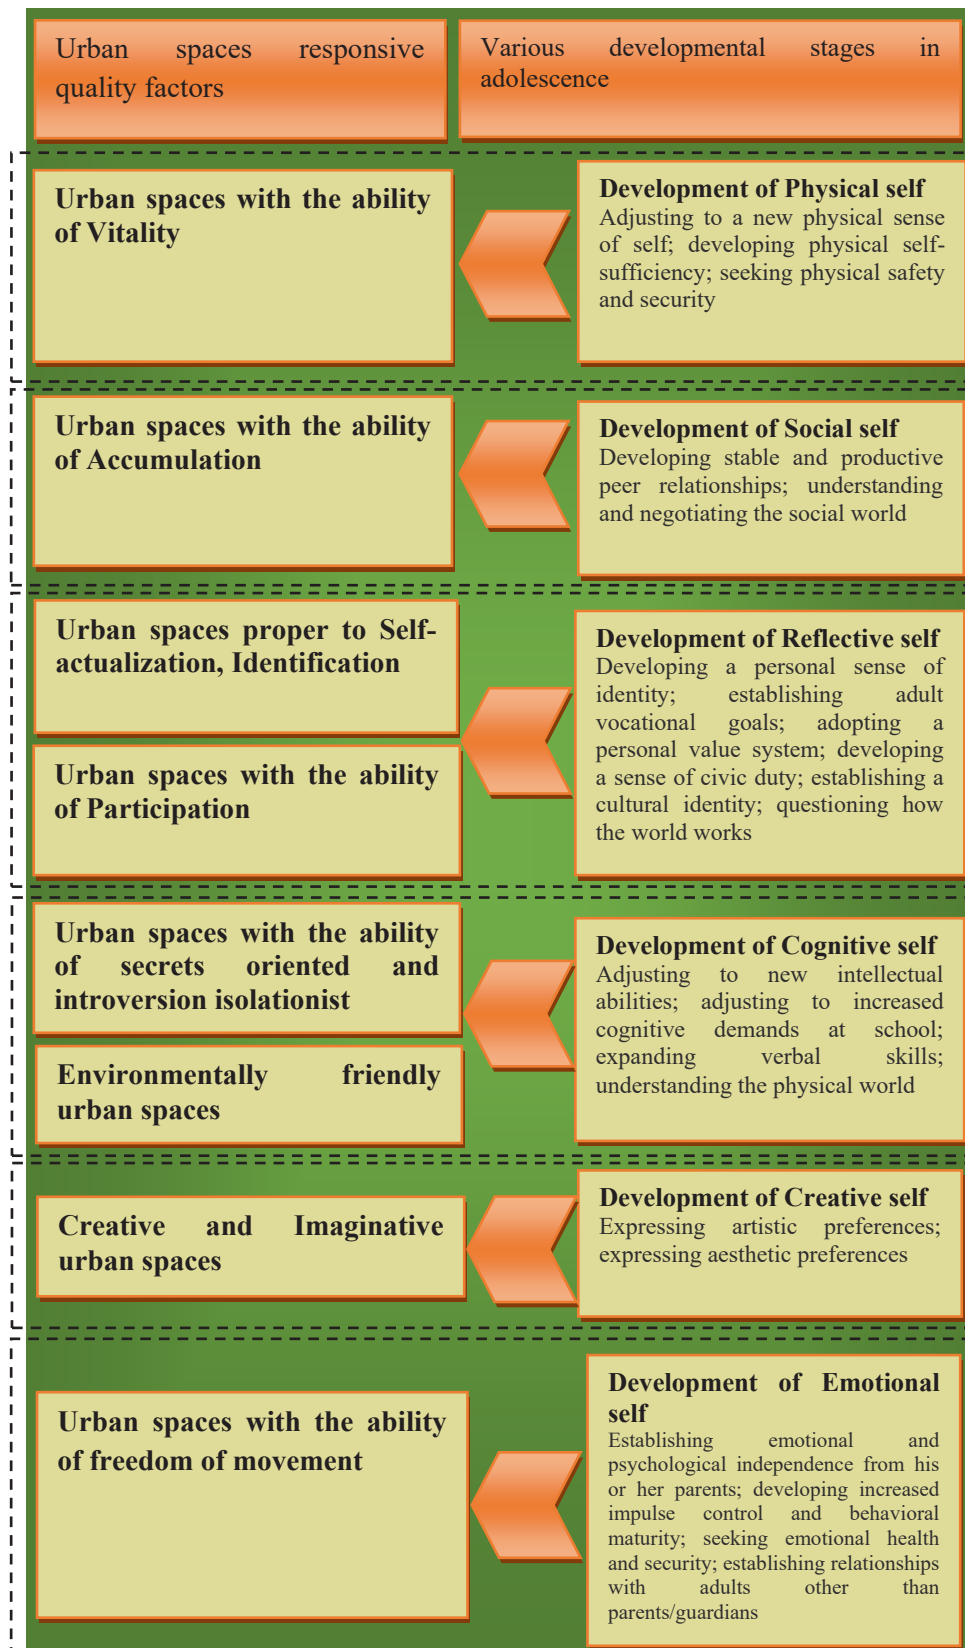 Urban spaces responsive
quality factors
Various developmental stages in
adolescence
Urban spaces with the ability
of Vitality
Development of Physical self
Adjusting to a new physical sense
of self; developing physical self-
sufficiency; seeking physical safety
and security
Urban spaces with the ability
of Accumulation
Development of Social self
Developing stable and productive
peer relationships; understanding
and negotiating the social world
Urban spaces proper to Self-
actualization, Identification
Urban spaces with the ability
of Participation
Development of Reflective self
Developing a personal sense of
identity; establishing adult
vocational goals; adopting a
personal value system; developing
a sense of civic duty; establishing a
cultural identity; questioning how
the world works
Urban spaces with the ability
of secrets oriented and
introversion isolationist
Environmentally friendly
urban spaces
Development of Cognitive self
Adjusting to new intellectual
abilities; adjusting to increased
cognitive demands at school;
expanding verbal skills;
understanding the physical world
Creative and Imaginative
urban spaces
Development of Creative self
Expressing artistic preferences;
expressing aesthetic preferences
Urban spaces with the ability
of freedom of movement
Development of Emotional
self
Establishing emotional and
psychological independence from his
or her parents; developing increased
impulse control and behavioral
maturity; seeking emotional health
and security; establishing relationships
with adults other than
parents/guardians